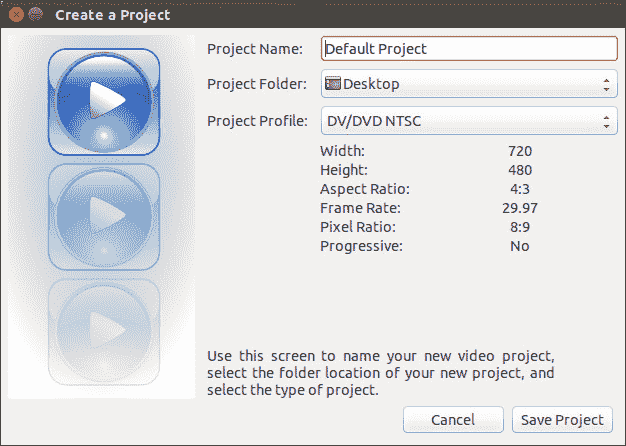 Create a Project
Project Name: Default Project
Project Folder: Desktop
Project Profile: DV/DVD NTSC
Width: 720
Height: 480
Aspect Ratio: 4:3
Frame Rate: 29.97
Pixel Ratio: 8:9
Progressive: No
Use this screen to name your new video project,
select the folder location of your new project, and
select the type of project.
Cancel Save Project